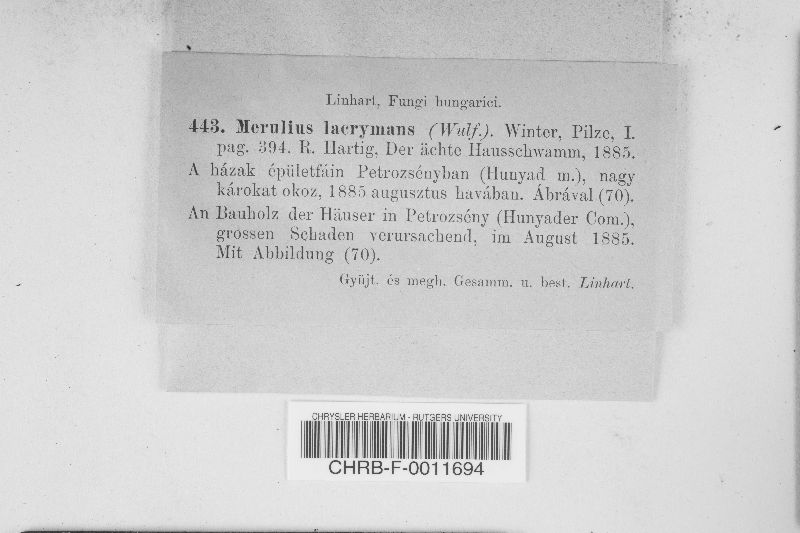 Linhart, Fungi hungarici.
443. Merulius lacrymans (Wulf.). Winter, Pilze, I.
pag. 394. R. Hartig, Der ächte Hausschwamm, 1885.
A házak épületfáin Petrozsényban (Hunyad m.), nagy
károkat okoz, 1885 augusztus havában. Ábrával (70).
An Bauholz der Häuser in Petrozsény (Hunyader Com.),
grossen Schaden verursachend, im August 1885.
Mit Abbildung (70).
Gyüjt. és megh. Gesamm. u. best. Linhart.
CHRYSLER HERBARIUM - RUTGERS UNIVERSITY
CHRB-F-0011694